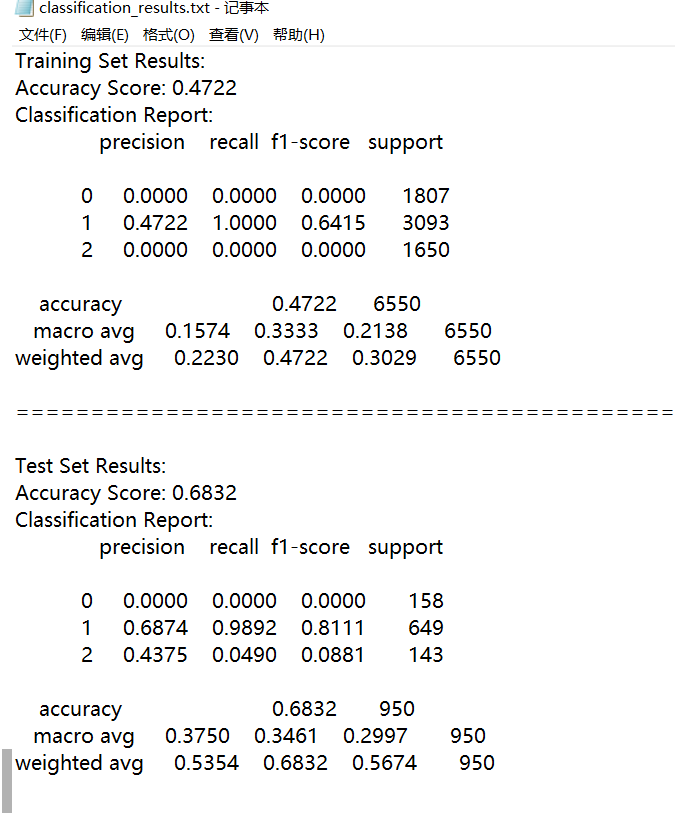 classification_results.txt - 记事本
文件(F) 编辑(E) 格式(O) 查看(V) 帮助(H)
Training Set Results:
Accuracy Score: 0.4722
Classification Report:
precision recall f1-score support
0 0.0000 0.0000 0.0000 1807
1 0.4722 1.0000 0.6415 3093
2 0.0000 0.0000 0.0000 1650
accuracy 0.4722 6550
macro avg 0.1574 0.3333 0.2138 6550
weighted avg 0.2230 0.4722 0.3029 6550
============================================
Test Set Results:
Accuracy Score: 0.6832
Classification Report:
precision recall f1-score support
0 0.0000 0.0000 0.0000 158
1 0.6874 0.9892 0.8111 649
2 0.4375 0.0490 0.0881 143
accuracy 0.6832 950
macro avg 0.3750 0.3461 0.2997 950
weighted avg 0.5354 0.6832 0.5674 950